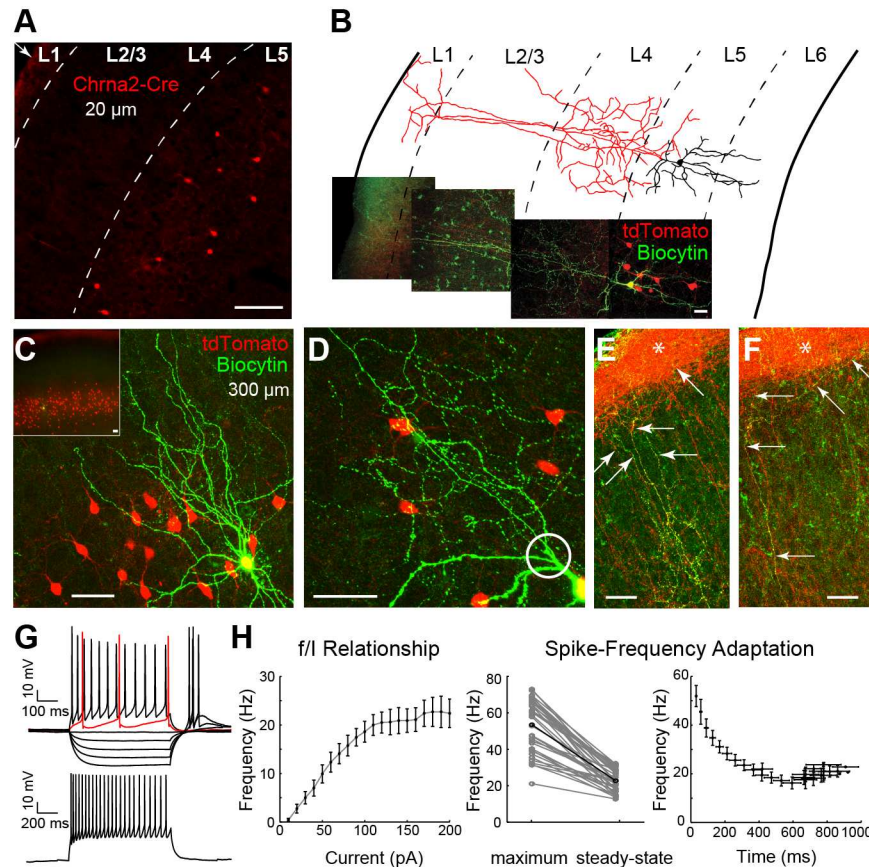 A
L1 L2/3 L4 L5
Chrna2-Cre
20 µm
B
L1 L2/3 L4 L5 L6
tdTomato
Biocytin
C
tdTomato
Biocytin
300 µm
D
E
*
F
*
G
10 mV
100 ms
10 mV
200 ms
H
f/I Relationship
Frequency (Hz)
30
20
10
0
0 50 100 150 200
Current (pA)
Spike-Frequency Adaptation
Frequency (Hz)
80
60
40
20
0
maximum steady-state
Frequency (Hz)
60
40
20
0
0 200 400 600 800 1000
Time (ms)